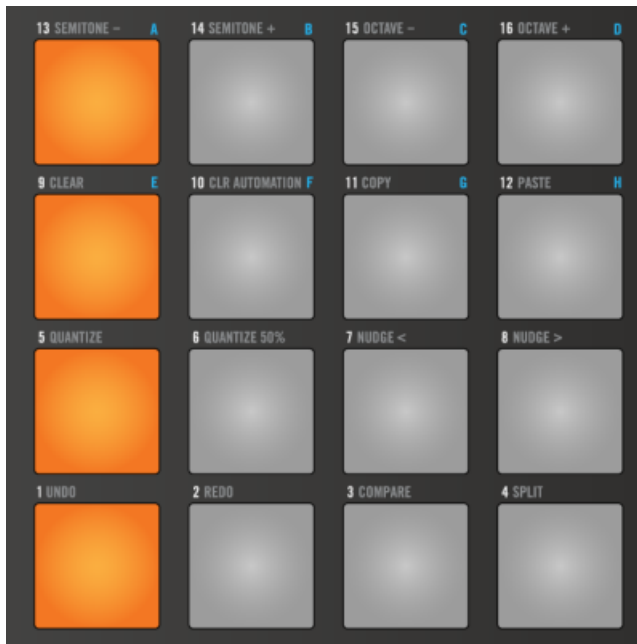 13 SEMITONE - A 14 SEMITONE + B 15 OCTAVE - C 16 OCTAVE + D
9 CLEAR E 10 CLR AUTOMATION F 11 COPY G 12 PASTE H
5 QUANTIZE 6 QUANTIZE 50% 7 NUDGE < 8 NUDGE >
1 UNDO 2 REDO 3 COMPARE 4 SPLIT